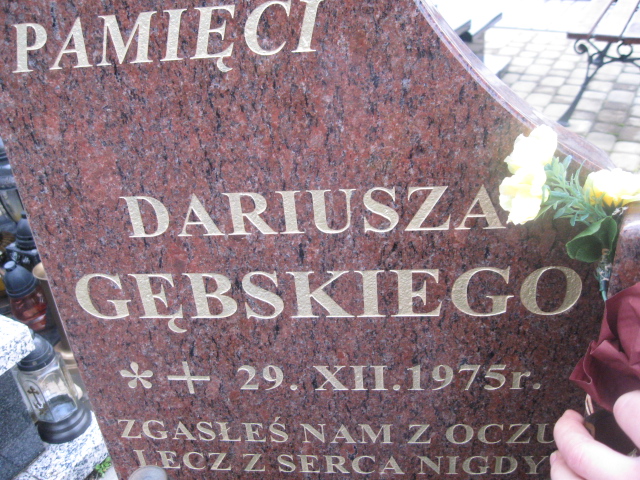 PAMIĘCI
DARIUSZA
GĘBSKIEGO
* + 29. XII.1975r.
ZGASŁEŚ NAM Z OCZU
LECZ Z SERCA NIGDY